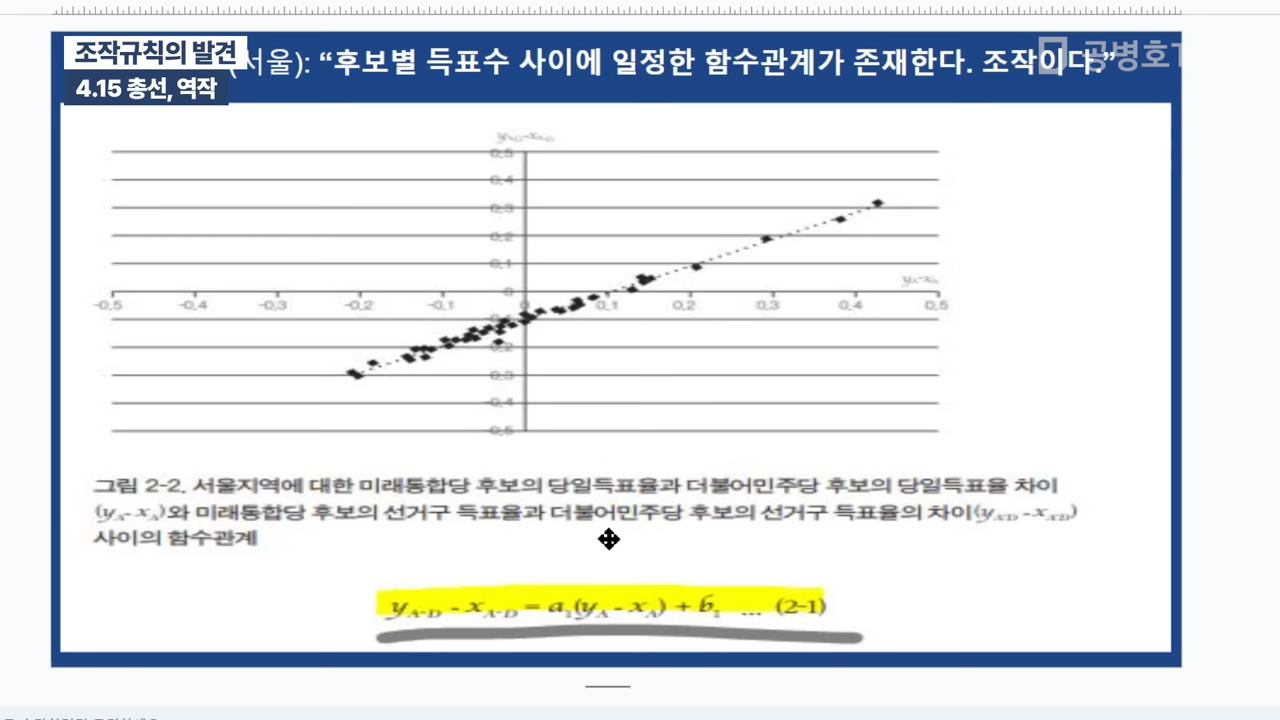 조작규칙의 발견
4.15 총선, 역작
서울): “후보별 득표수 사이에 일정한 함수관계가 존재한다. 조작이다.”
공병호T
0.5
0.4
0.3
0.2
0.1
-0.5 -0.4 -0.3 -0.2 -0.1 0 0.1 0.2 0.3 0.4 0.5
-0.4
-0.5
그림 2-2. 서울지역에 대한 미래통합당 후보의 당일득표율과 더불어민주당 후보의 당일득표율 차이
(yA- xA)와 미래통합당 후보의 선거구 득표율과 더불어민주당 후보의 선거구 득표율의 차이(yA'D - xA'D)
사이의 함수관계
yA-D - xA-D = a1(yA - xA) + b1 ... (2-1)